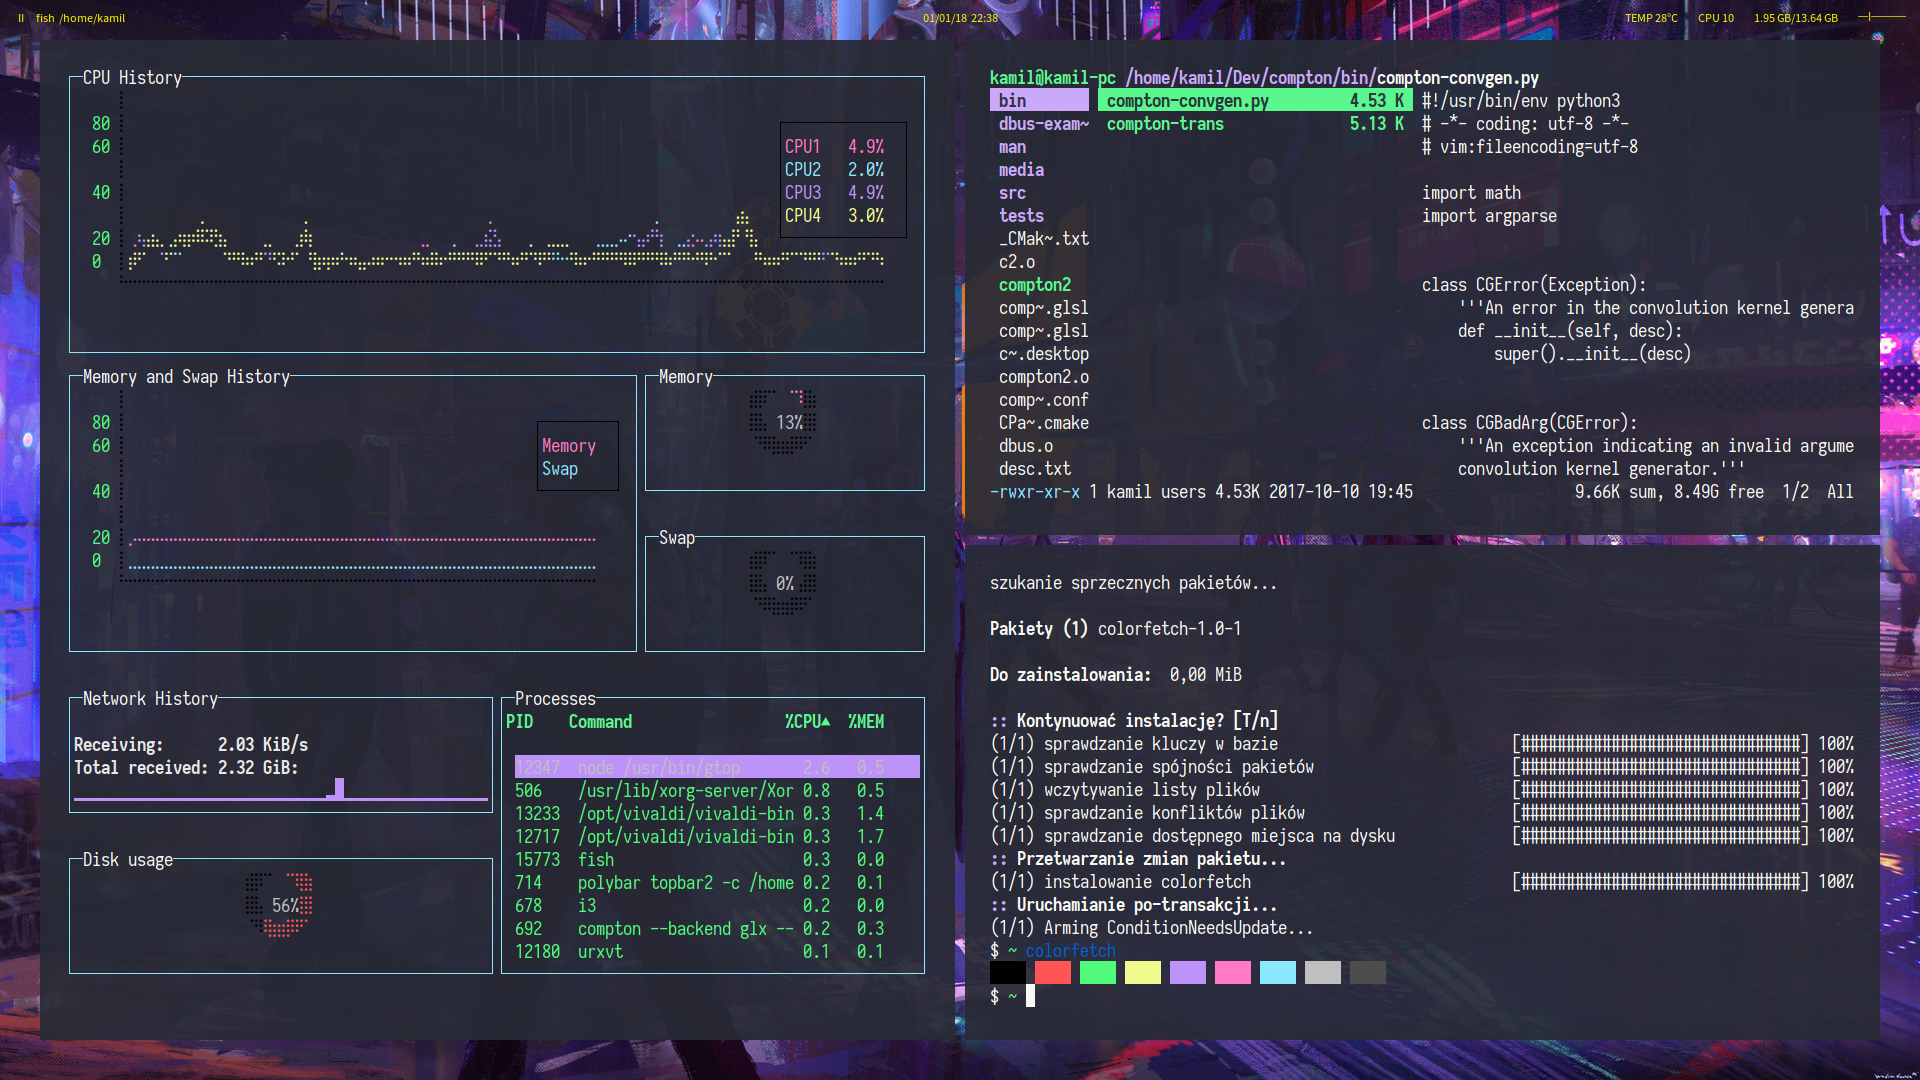 II fish /home/kamil
01/01/18 22:38
TEMP 28°C CPU 10 1.95 GB/13.64 GB
CPU History
80
60
40
20
0
CPU1 4.9%
CPU2 2.0%
CPU3 4.9%
CPU4 3.0%
Memory and Swap History
80
60
40
20
0
Memory
Swap
Memory
13%
Swap
0%
Network History
Receiving: 2.03 KiB/s
Total received: 2.32 GiB:
Disk usage
56%
Processes
PID Command %CPU▲ %MEM
12347 node /usr/bin/gtop 2.6 0.5
506 /usr/lib/xorg-server/Xor 0.8 0.5
13233 /opt/vivaldi/vivaldi-bin 0.3 1.4
12717 /opt/vivaldi/vivaldi-bin 0.3 1.7
15773 fish 0.3 0.0
714 polybar topbar2 -c /home 0.2 0.1
678 i3 0.2 0.0
692 compton --backend glx -- 0.2 0.3
12180 urxvt 0.1 0.1
kamil@kamil-pc /home/kamil/Dev/compton/bin/compton-convgen.py
bin
dbus-exam~
man
media
src
tests
_CMak~.txt
c2.o
compton2
comp~.glsl
comp~.glsl
c~.desktop
compton2.o
comp~.conf
CPa~.cmake
dbus.o
desc.txt
compton-convgen.py 4.53 K
compton-trans 5.13 K
#!/usr/bin/env python3
# -*- coding: utf-8 -*-
# vim:fileencoding=utf-8
import math
import argparse
class CGError(Exception):
'''An error in the convolution kernel genera
def __init__(self, desc):
super().__init__(desc)
class CGBadArg(CGError):
'''An exception indicating an invalid argume
convolution kernel generator.'''
-rwxr-xr-x 1 kamil users 4.53K 2017-10-10 19:45 9.66K sum, 8.49G free 1/2 All
szukanie sprzecznych pakietów...
Pakiety (1) colorfetch-1.0-1
Do zainstalowania: 0,00 MiB
:: Kontynuować instalację? [T/n]
(1/1) sprawdzanie kluczy w bazie [###############################] 100%
(1/1) sprawdzanie spójności pakietów [###############################] 100%
(1/1) wczytywanie listy plików [###############################] 100%
(1/1) sprawdzanie konfliktów plików [###############################] 100%
(1/1) sprawdzanie dostępnego miejsca na dysku [###############################] 100%
:: Przetwarzanie zmian pakietu...
(1/1) instalowanie colorfetch [###############################] 100%
:: Uruchamianie po-transakcji...
(1/1) Arming ConditionNeedsUpdate...
$ ~ colorfetch
$ ~